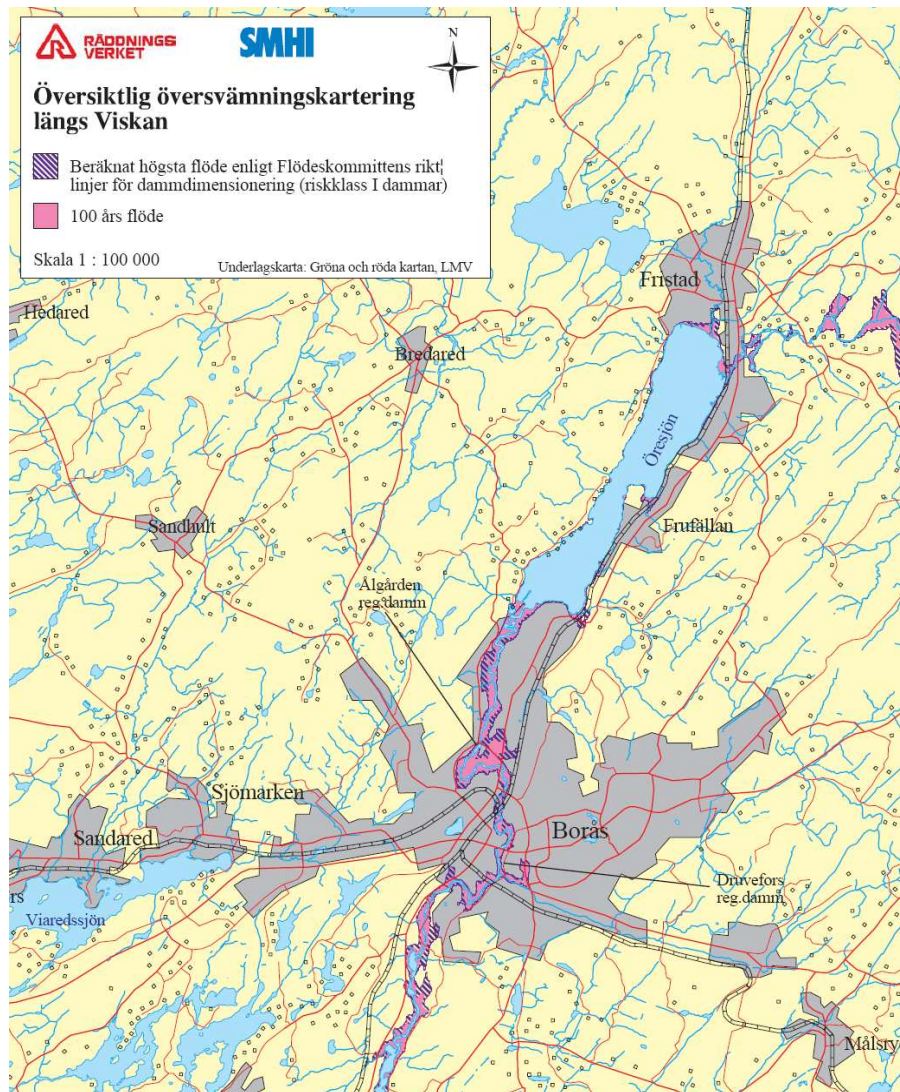 RÄDDNINGS
VERKET
SMHI
N
Översiktlig översvämningskartering
längs Viskan
Beräknat högsta flöde enligt Flödeskommittens rikt¦
linjer för dammdimensionering (riskklass I dammar)
100 års flöde
Skala 1 : 100 000
Underlagskarta: Gröna och röda kartan, LMV
Fristad
Hedared
Bredared
Öresjön
Sandhult
Frufällan
Ålgården
reg.damm
Sjömarken
Sandared
Borås
Druvefors
reg.damm
rs
Viaredssjön
Målsry